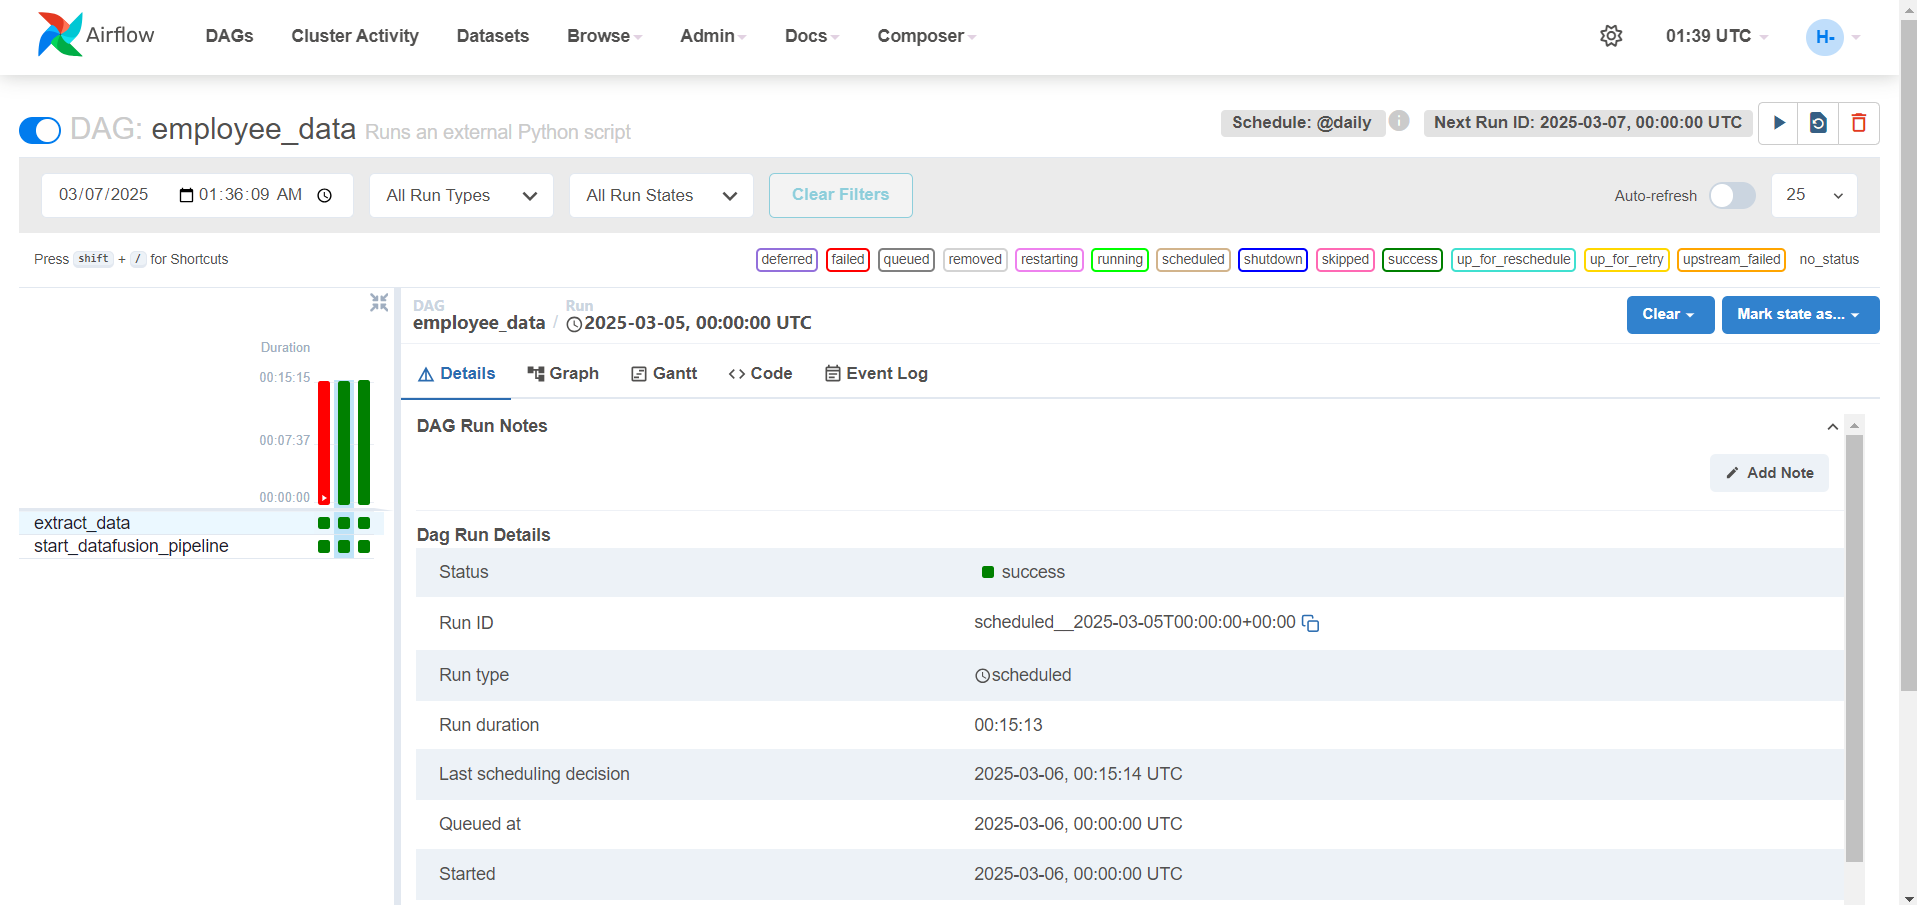 Airflow DAGs Cluster Activity Datasets Browse Admin Docs Composer 01:39 UTC H-
DAG: employee_data Runs an external Python script Schedule: @daily i Next Run ID: 2025-03-07, 00:00:00 UTC
03/07/2025 01:36:09 AM All Run Types All Run States Clear Filters Auto-refresh 25
Press shift + / for Shortcuts deferred failed queued removed restarting running scheduled shutdown skipped success up_for_reschedule up_for_retry upstream_failed no_status
DAG Run
employee_data / 2025-03-05, 00:00:00 UTC Clear Mark state as...
Duration
00:15:15
00:07:37
00:00:00
extract_data
start_datafusion_pipeline
Details Graph Gantt Code Event Log
DAG Run Notes
Add Note
Dag Run Details
Status success
Run ID scheduled__2025-03-05T00:00:00+00:00
Run type scheduled
Run duration 00:15:13
Last scheduling decision 2025-03-06, 00:15:14 UTC
Queued at 2025-03-06, 00:00:00 UTC
Started 2025-03-06, 00:00:00 UTC